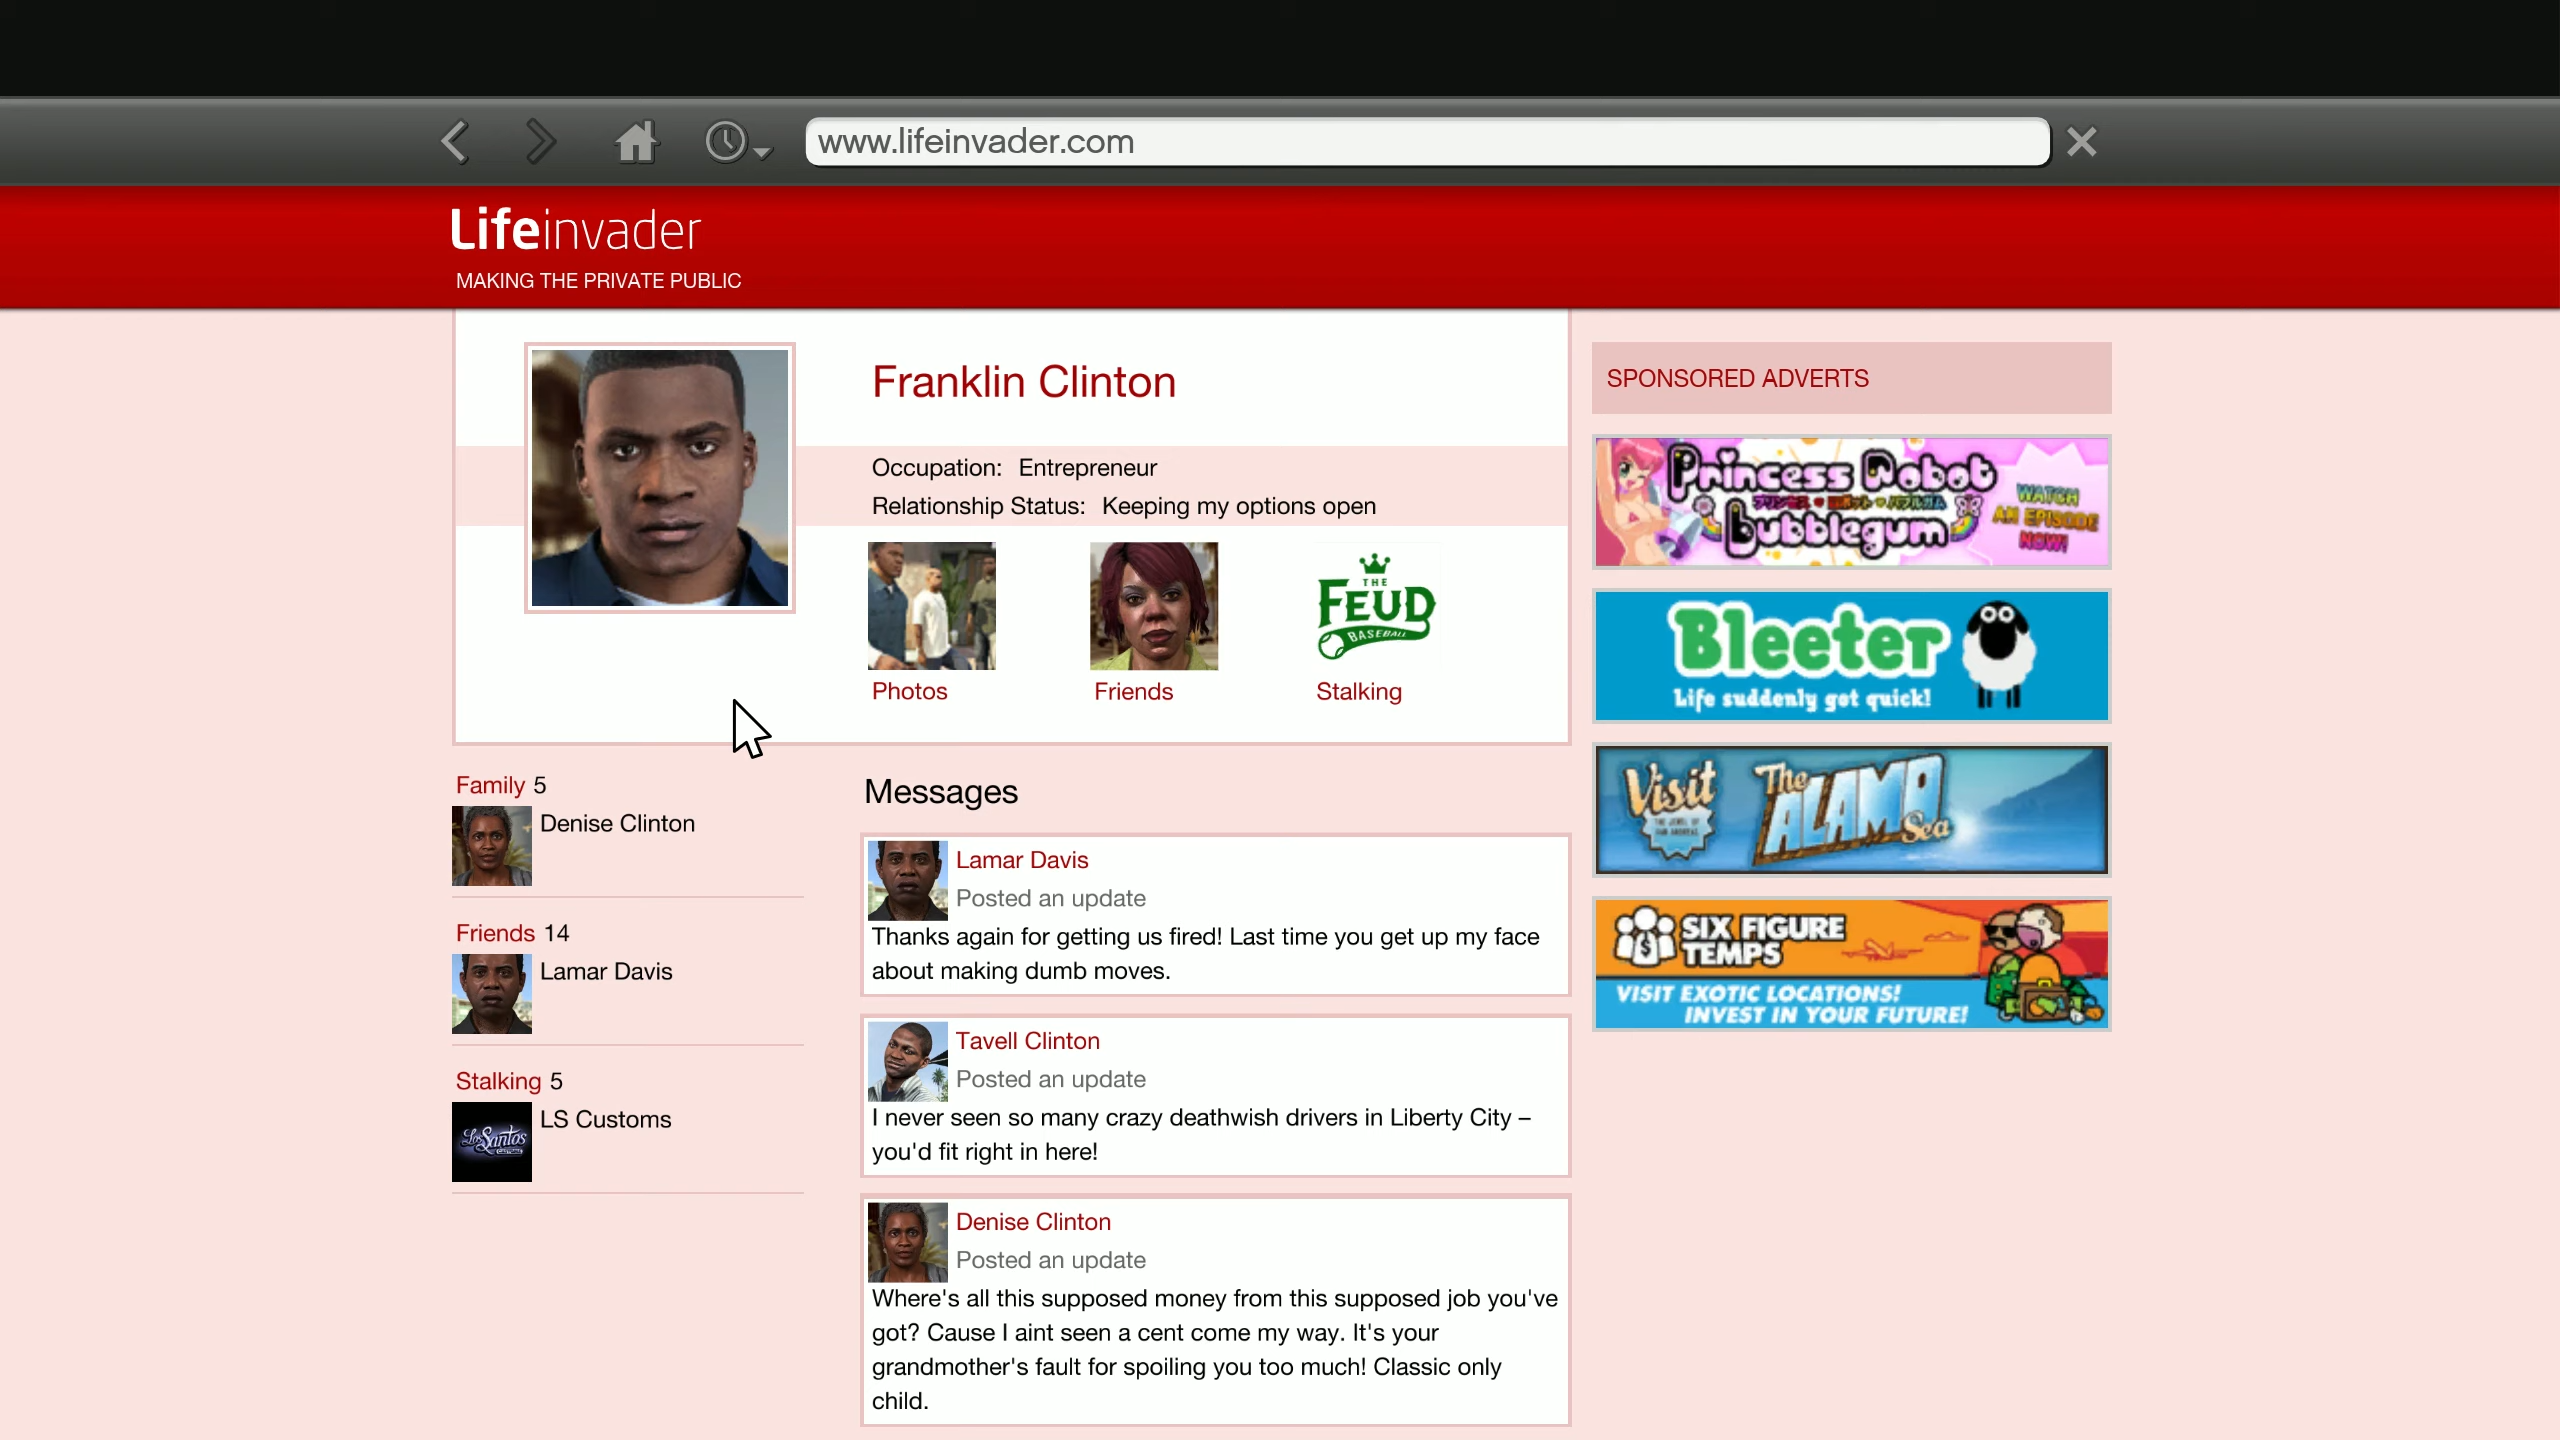 www.lifeinvader.com
Lifeinvader
MAKING THE PRIVATE PUBLIC
Franklin Clinton
Occupation: Entrepreneur
Relationship Status: Keeping my options open
THE
FEUD
BASEBALL
Photos
Friends
Stalking
Family 5
Denise Clinton
Friends 14
Lamar Davis
Stalking 5
Los Santos
LS Customs
Messages
Lamar Davis
Posted an update
Thanks again for getting us fired! Last time you get up my face
about making dumb moves.
Tavell Clinton
Posted an update
I never seen so many crazy deathwish drivers in Liberty City –
you'd fit right in here!
Denise Clinton
Posted an update
Where's all this supposed money from this supposed job you've
got? Cause I aint seen a cent come my way. It's your
grandmother's fault for spoiling you too much! Classic only
child.
SPONSORED ADVERTS
Princess Robot
bubblegum
WATCH
AN EPISODE
NOW!
Bleeter
Life suddenly got quick!
Visit
The
ALAMO
Sea
SIX FIGURE
TEMPS
VISIT EXOTIC LOCATIONS!
INVEST IN YOUR FUTURE!